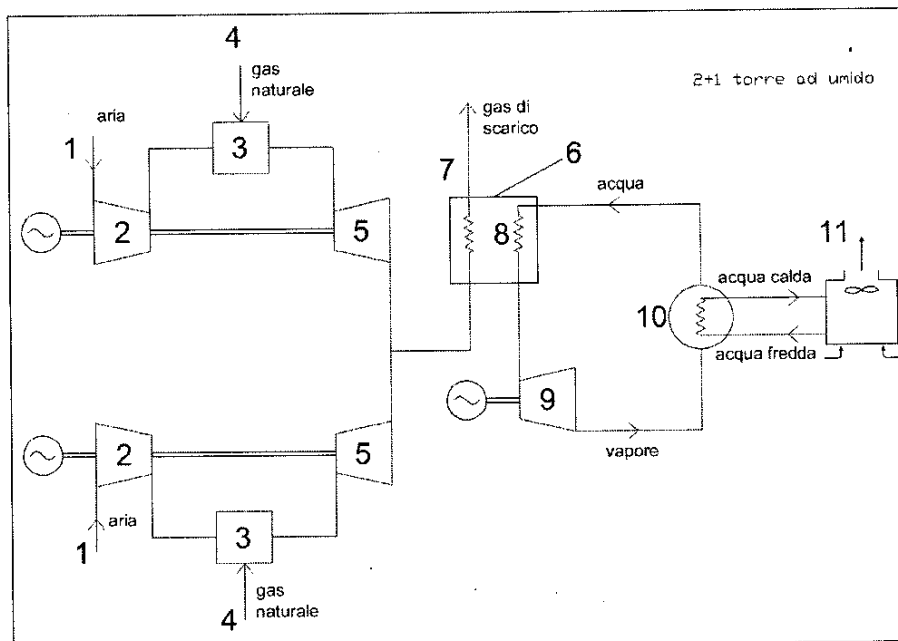 4
gas
naturale
2+1 torre ad umido
aria
1
3
gas di
scarico
7
6
acqua
2
5
8
11
acqua calda
10
acqua fredda
9
2
5
vapore
aria
1
3
4
gas
naturale